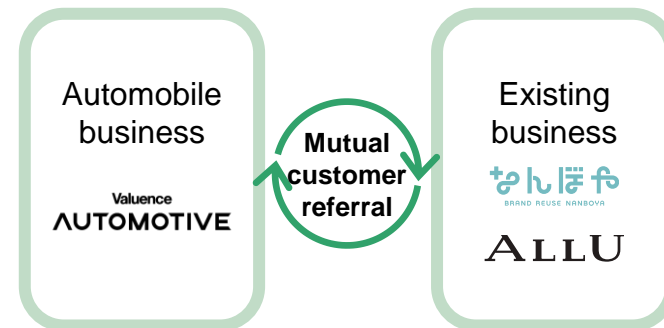 Automobile
business
Valuence
AUTOMOTIVE
Mutual
customer
referral
Existing
business
なんぼや
BRAND REUSE NANBOYA
ALLU